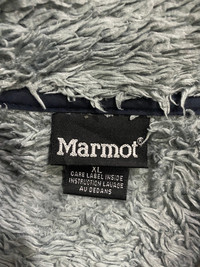 Marmot
XL
CARE LABEL INSIDE
INSTRUCTION LAVAGE
AU DEDANS